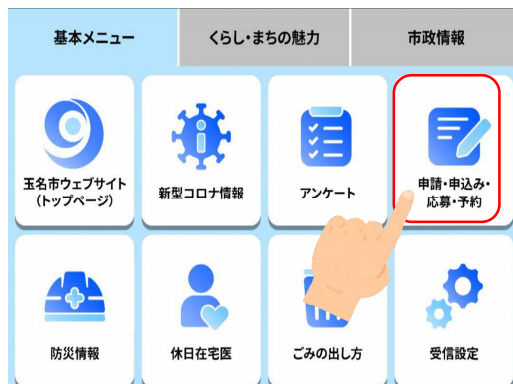 基本メニュー
くらし・まちの魅力
市政情報
玉名市ウェブサイト
(トップページ)
新型コロナ情報
アンケート
申請・申込み・
応募・予約
防災情報
休日在宅医
ごみの出し方
受信設定